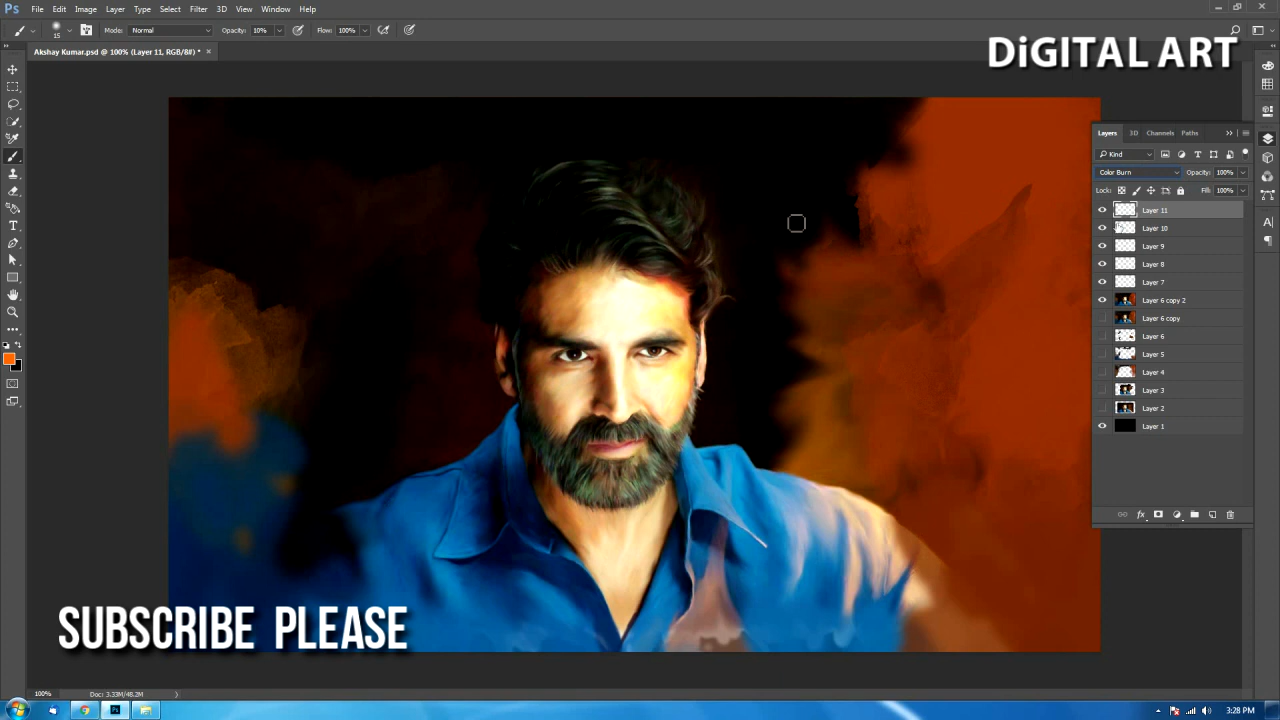 Ps File Edit Image Layer Type Select Filter 3D View Window Help
15 Mode: Normal Opacity: 10% Flow: 100%
Akshay Kumar.psd @ 100% (Layer 11, RGB/8#) * ×
DiGITAL ART
Layers 3D Channels Paths
Kind
Color Burn Opacity: 100%
Lock: Fill: 100%
Layer 11
Layer 10
Layer 9
Layer 8
Layer 7
Layer 6 copy 2
Layer 6 copy
Layer 6
Layer 5
Layer 4
Layer 3
Layer 2
Layer 1
fx
SUBSCRIBE PLEASE
100% Doc: 3.33M/48.2M
Ps 3:28 PM